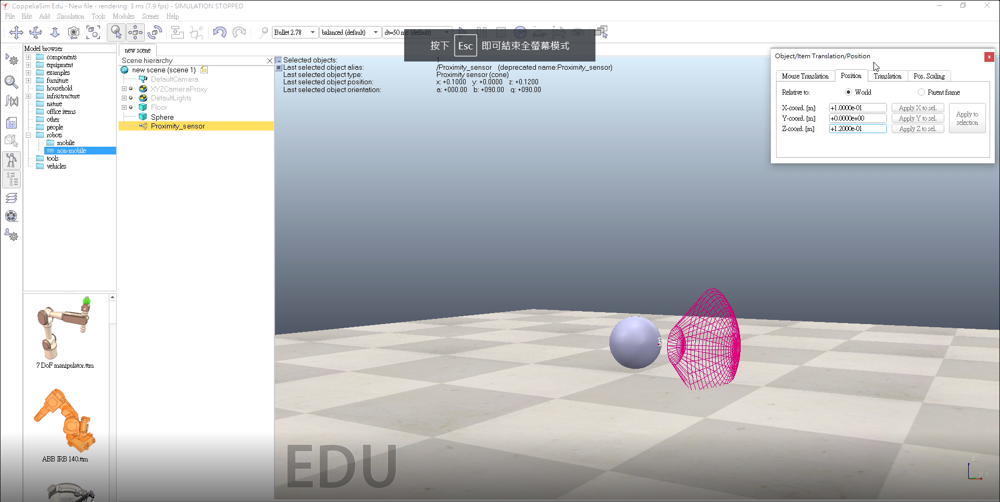 CoppeliaSim Edu - New file - rendering: 3 ms (7.9 fps) - SIMULATION STOPPED
File Edit Add Simulation Tools Modules Scenes Help
Bullet 2.78 balanced (default) dt=50 ms (default)
按下 Esc 即可結束全螢幕模式
Model browser
components
equipment
examples
furniture
household
infrastructure
nature
office items
other
people
robots
mobile
non-mobile
tools
vehicles
7 DoF manipulator.ttm
ABB IRB 140.ttm
new scene
Scene hierarchy
new scene (scene 1)
DefaultCamera
XYZCameraProxy
DefaultLights
Floor
Sphere
Proximity_sensor
Selected objects: 1
Last selected object alias: /Proximity_sensor (deprecated name:Proximity_sensor)
Last selected object type: Proximity sensor (cone)
Last selected object position: x: +0.1000 y: +0.0000 z: +0.1200
Last selected object orientation: a: +000.00 b: +090.00 q: +090.00
Object/Item Translation/Position
Mouse Translation Position Translation Pos. Scaling
Relative to: World Parent frame
X-coord. [m] +1.0000e-01 Apply X to sel.
Y-coord. [m] +0.0000e+00 Apply Y to sel.
Z-coord. [m] +1.2000e-01 Apply Z to sel.
Apply to
selection
EDU
z
y x